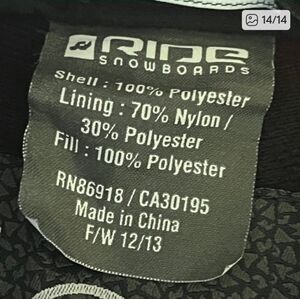 14/14
RIDE
SNOWBOARDS
Shell : 100% Polyester
Lining : 70% Nylon /
30% Polyester
Fill : 100% Polyester
RN86918 / CA30195
Made in China
F/W 12/13